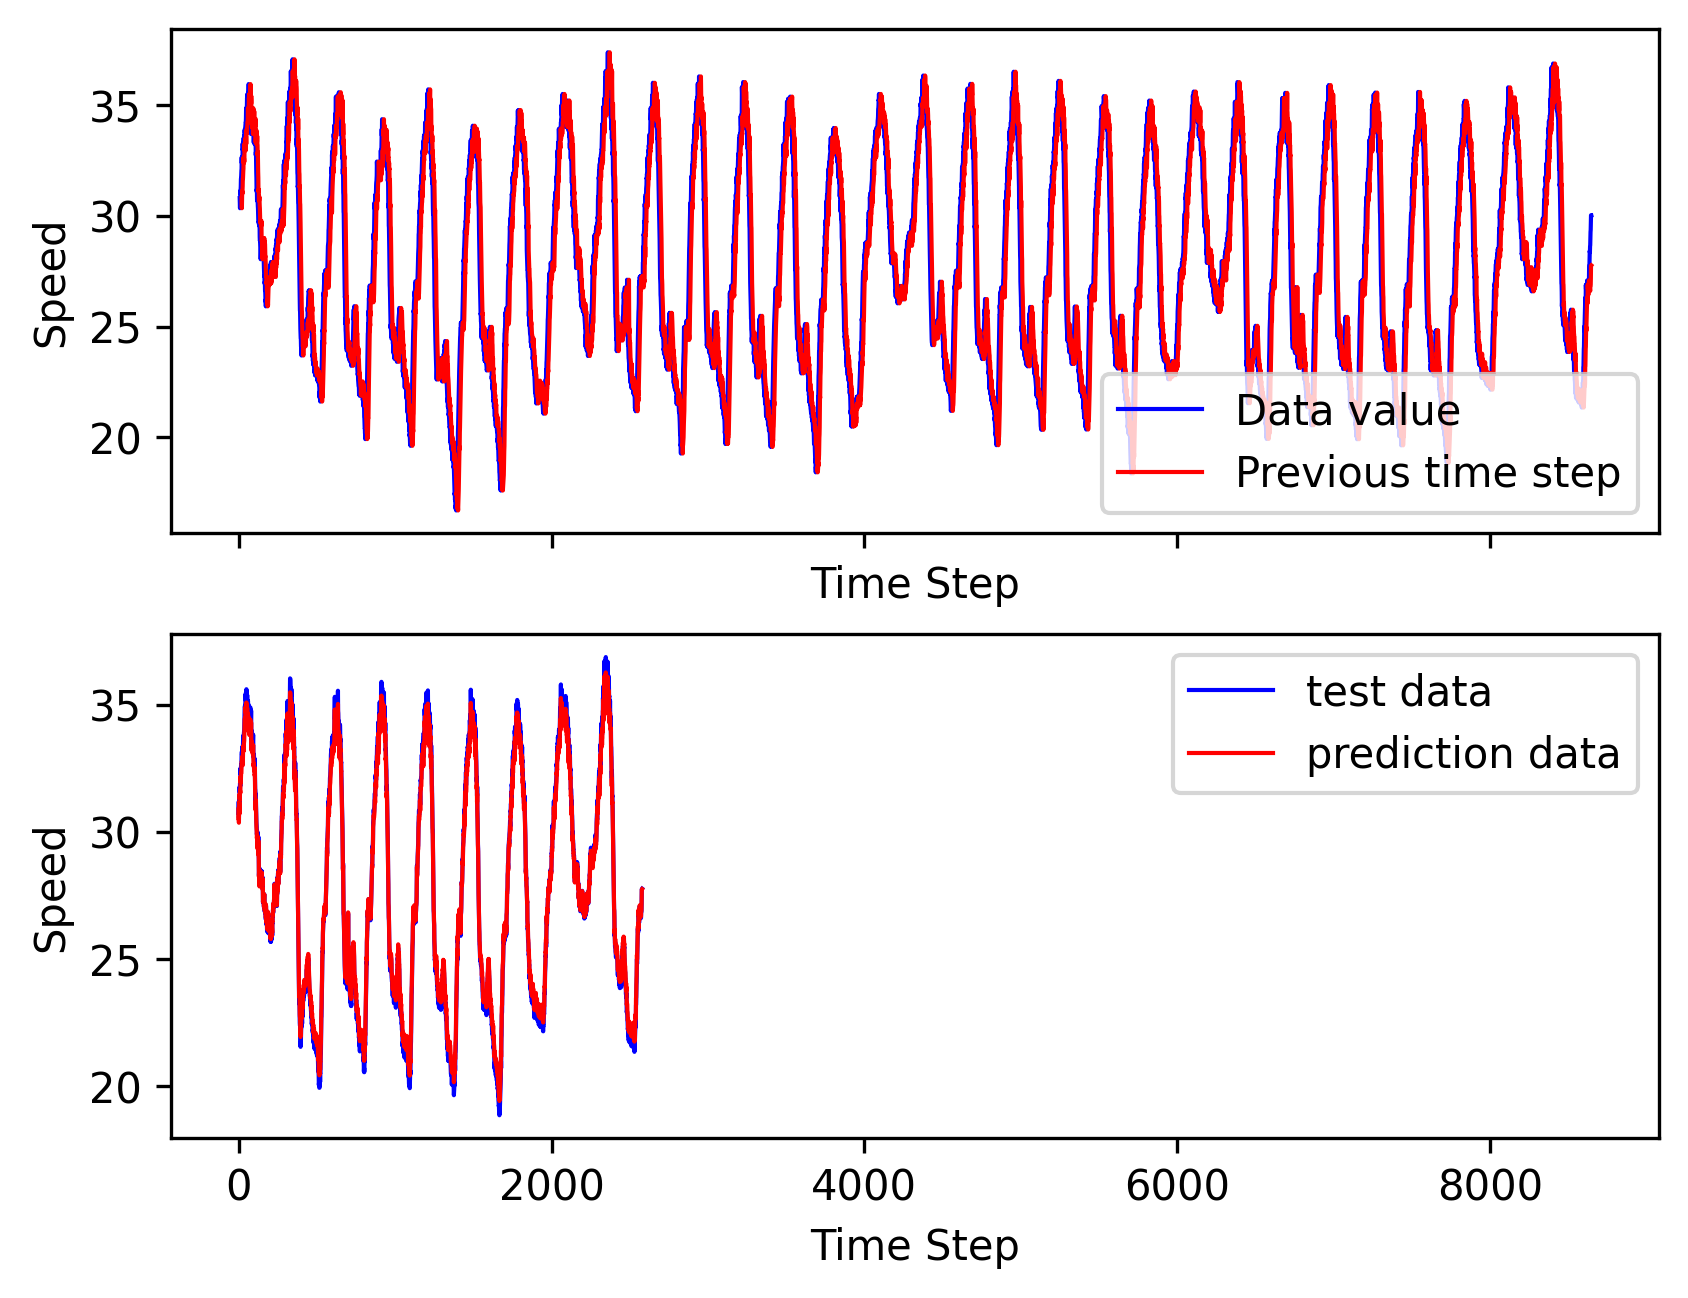 35
30
25
20
Speed
Data value
Previous time step
Time Step
35
30
25
20
Speed
test data
prediction data
0 2000 4000 6000 8000
Time Step